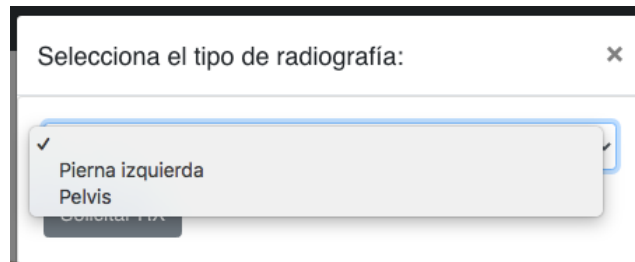 Selecciona el tipo de radiografía:
×
✓
Pierna izquierda
Pelvis